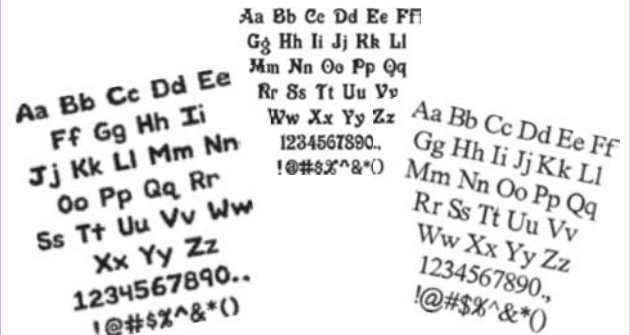 Aa Bb Cc Dd Ee
Ff Gg Hh Ii
Jj Kk Ll Mm Nn
Oo Pp Qq Rr
Ss Tt Uu Vv Ww
Xx Yy Zz
1234567890..
!@#$%^&*()
Aa Bb Cc Dd Ee Ff
Gg Hh Ii Jj Kk Ll
Mm Nn Oo Pp Qq
Rr Ss Tt Uu Vv
Ww Xx Yy Zz
1234567890.,
!@#$%^&*()
Aa Bb Cc Dd Ee Ff
Gg Hh Ii Jj Kk Ll
Mm Nn Oo Pp Qq
Rr Ss Tt Uu Vv
Ww Xx Yy Zz
1234567890.,
!@#$%^&*()